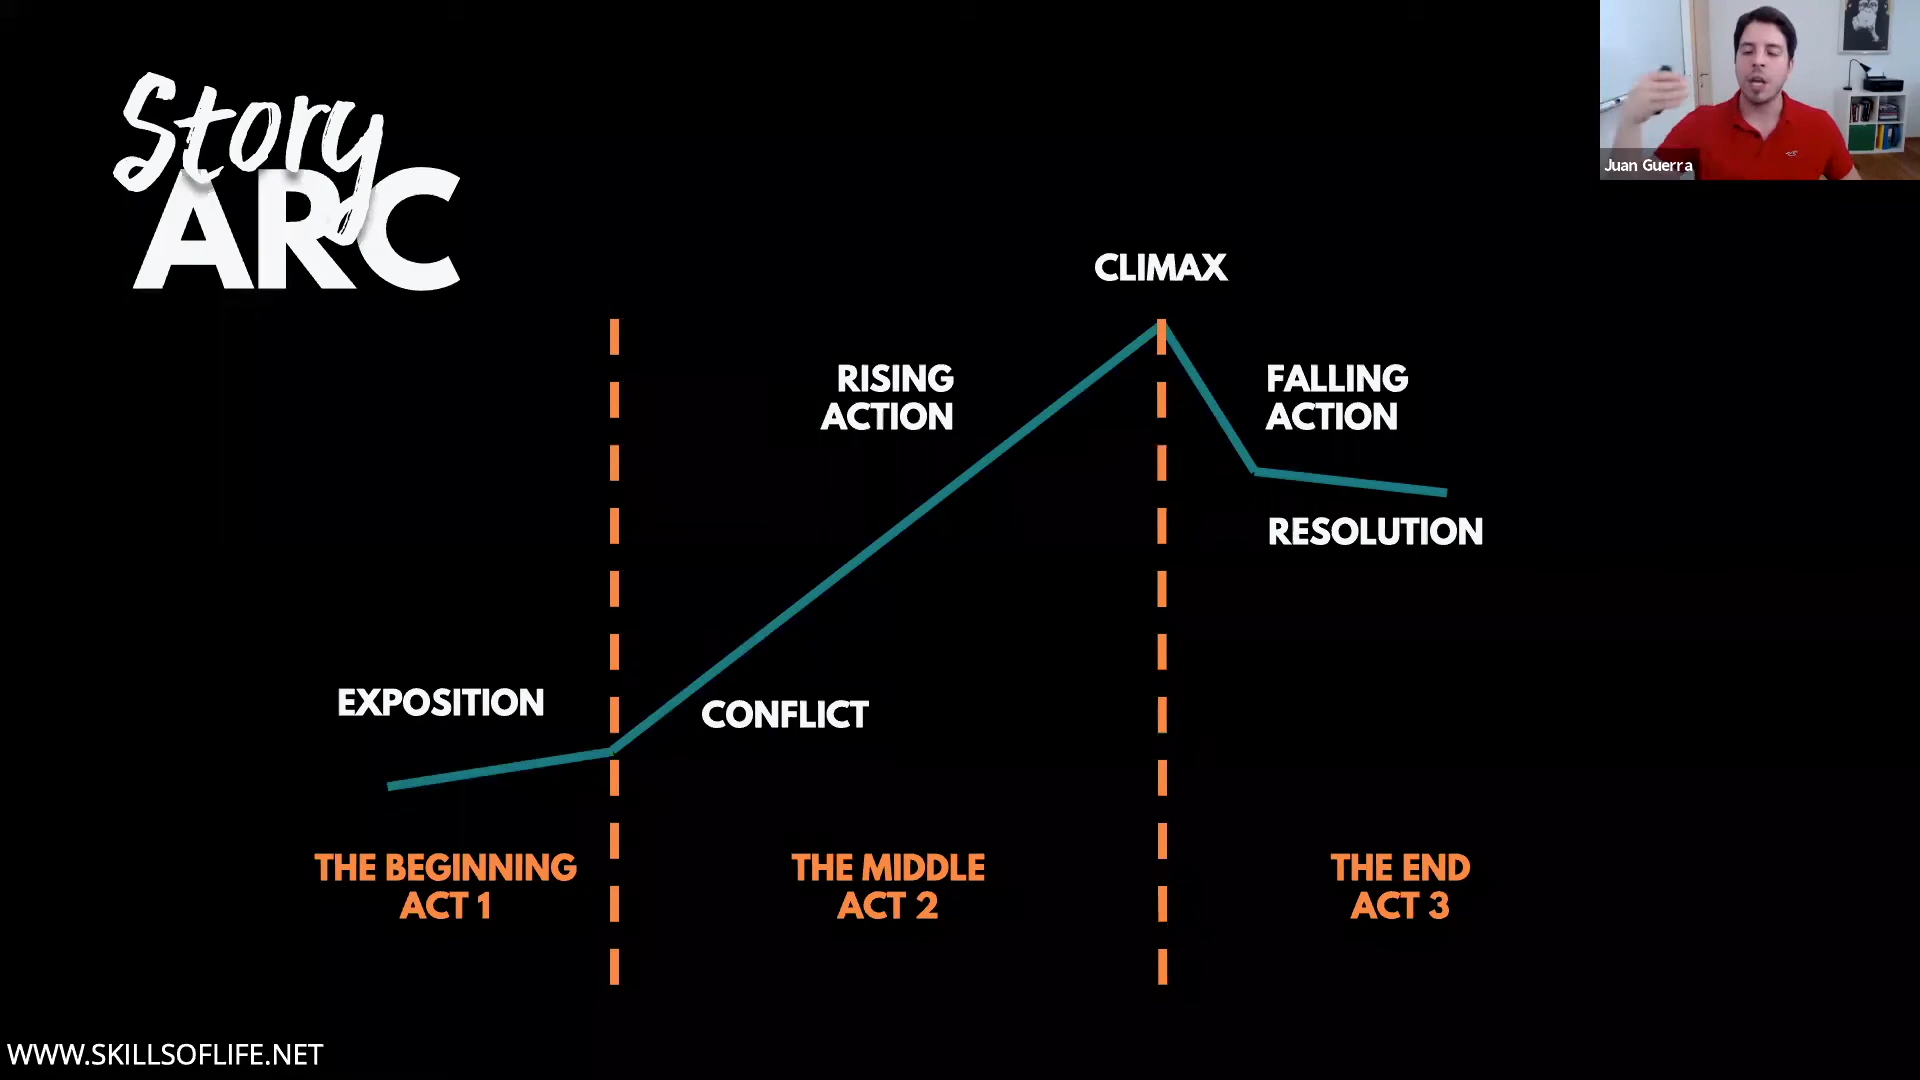 Story
ARC
Juan Guerra
CLIMAX
RISING
ACTION
FALLING
ACTION
RESOLUTION
EXPOSITION
CONFLICT
THE BEGINNING
ACT 1
THE MIDDLE
ACT 2
THE END
ACT 3
WWW.SKILLSOFLIFE.NET